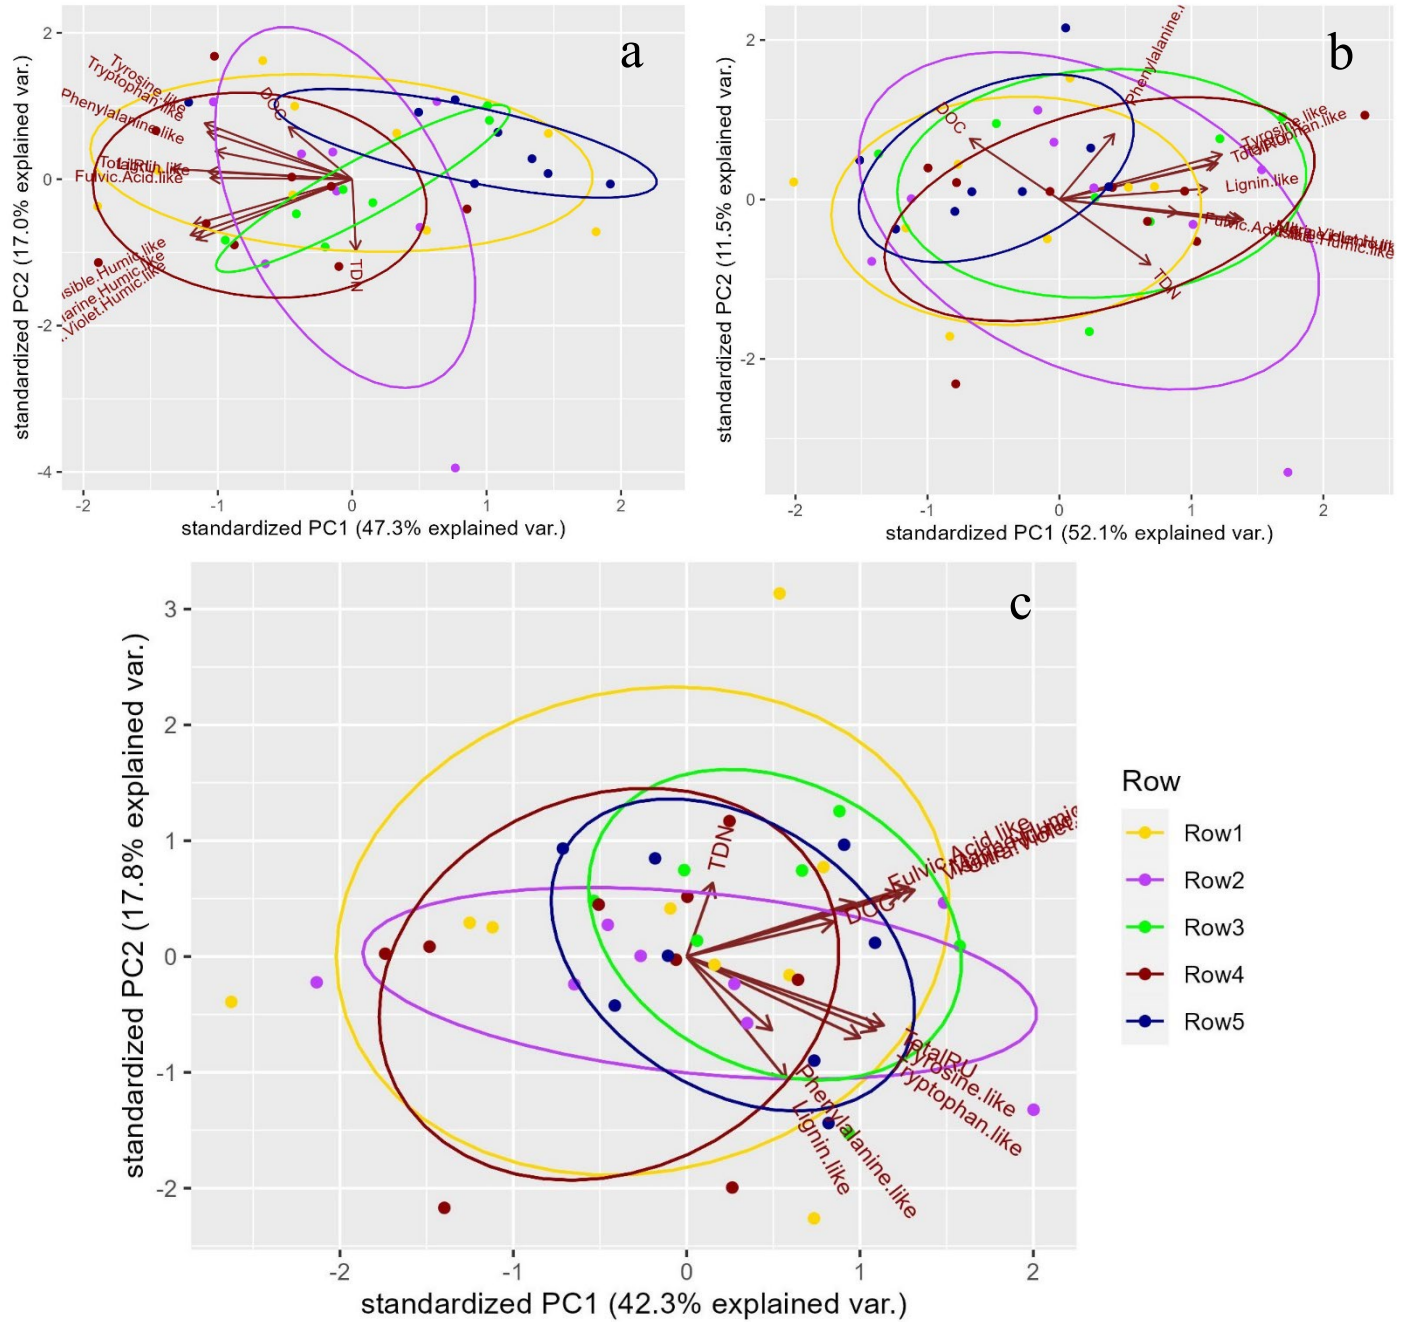 a
2
0
-2
-4
standardized PC2 (17.0% explained var.)
Tyrosine.like
Tryptophan.like
Phenylalanine.like
DOC
Fulvic.Acid.like
TDN
-2
-1
0
1
2
standardized PC1 (47.3% explained var.)
b
2
0
-2
standardized PC2 (11.5% explained var.)
Phenylalanine.
DOC
Tyrosine.like
TotalRU
Lignin.like
TDN
-2
-1
0
1
2
standardized PC1 (52.1% explained var.)
c
3
2
1
0
-1
-2
standardized PC2 (17.8% explained var.)
TDN
Fulvic.Acid.like
DOC
TotalRU
Tyrosine.like
ryptophan.like
Phenylalanine.like
Lignin.like
-2
-1
0
1
2
standardized PC1 (42.3% explained var.)
Row
Row1
Row2
Row3
Row4
Row5